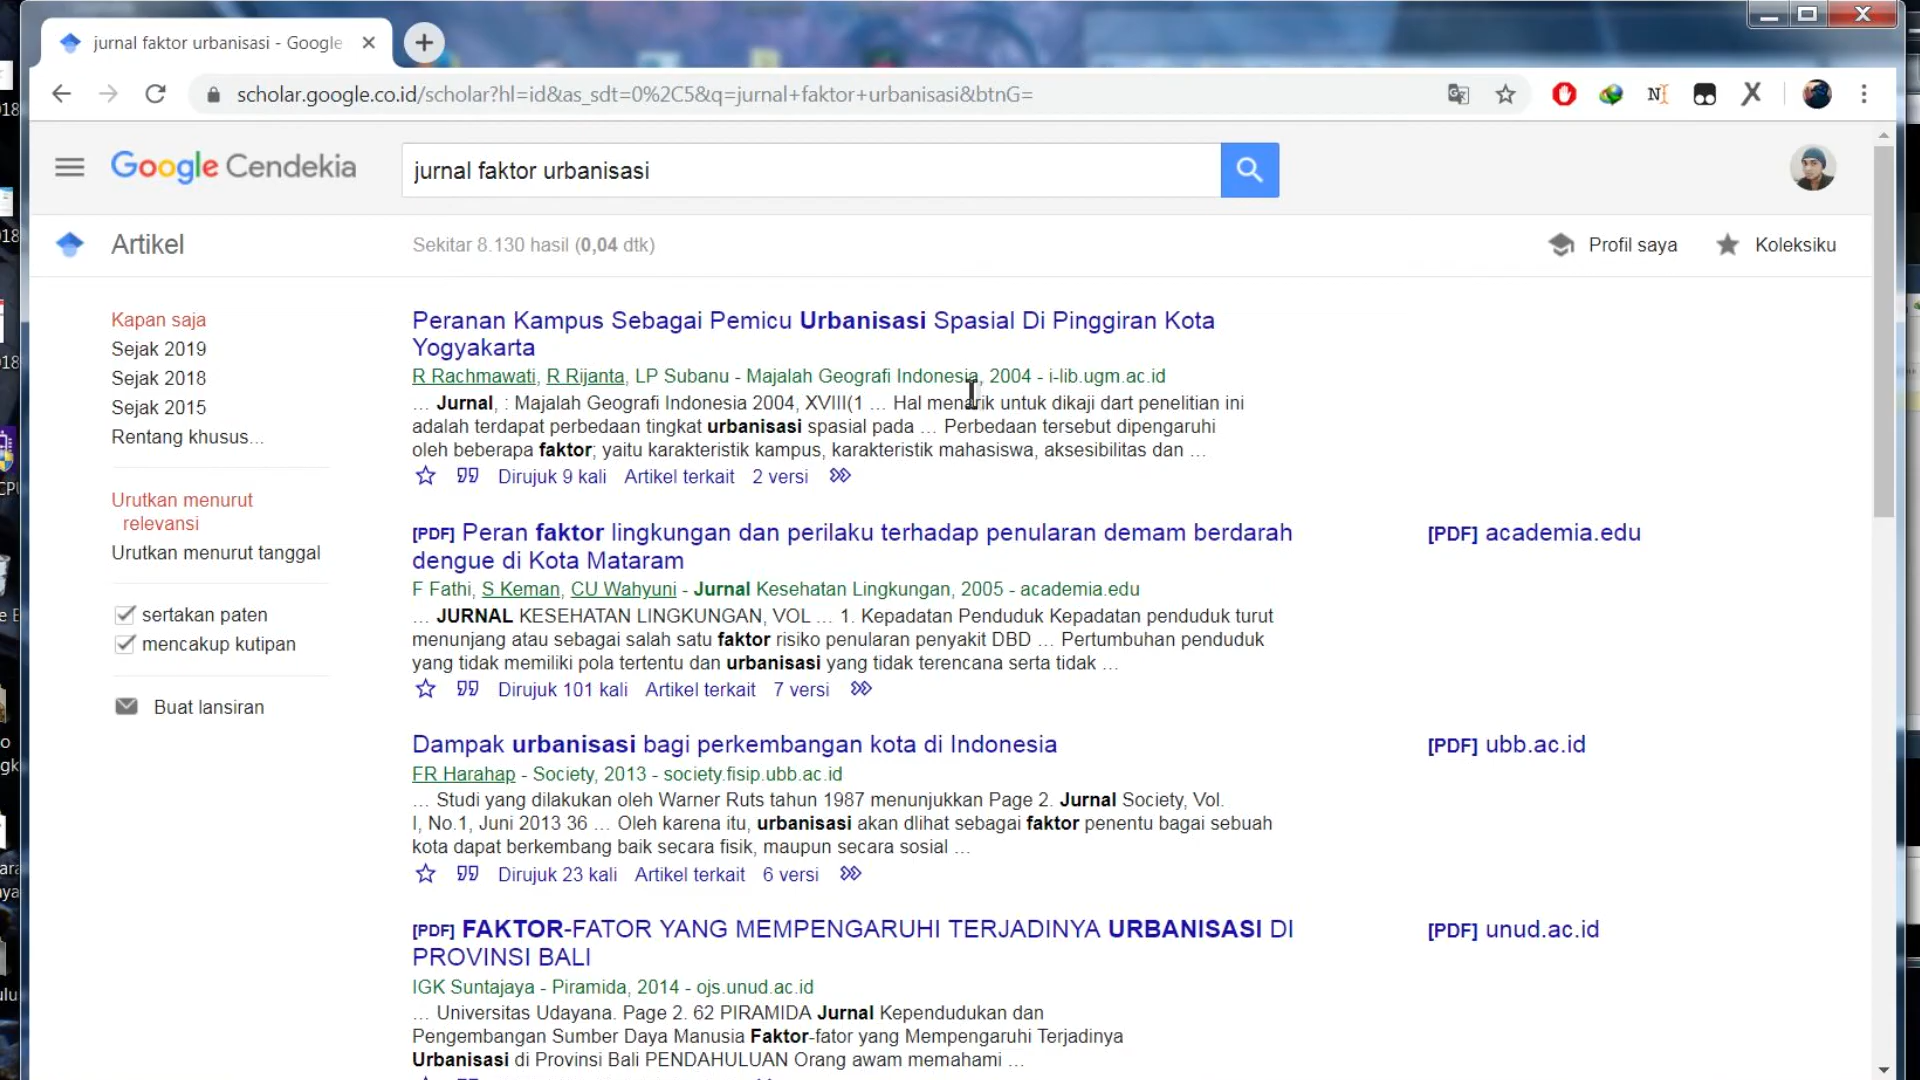 jurnal faktor urbanisasi - Google
scholar.google.co.id/scholar?hl=id&as_sdt=0%2C5&q=jurnal+faktor+urbanisasi&btnG=
Google Cendekia
jurnal faktor urbanisasi
Artikel
Sekitar 8.130 hasil (0,04 dtk)
Profil saya
Koleksiku
Kapan saja
Sejak 2019
Sejak 2018
Sejak 2015
Rentang khusus...
Urutkan menurut
relevansi
Urutkan menurut tanggal
sertakan paten
mencakup kutipan
Buat lansiran
Peranan Kampus Sebagai Pemicu Urbanisasi Spasial Di Pinggiran Kota
Yogyakarta
R Rachmawati, R Rijanta, LP Subanu - Majalah Geografi Indonesia, 2004 - i-lib.ugm.ac.id
... Jurnal, : Majalah Geografi Indonesia 2004, XVIII(1 ... Hal menarik untuk dikaji dart penelitian ini
adalah terdapat perbedaan tingkat urbanisasi spasial pada ... Perbedaan tersebut dipengaruhi
oleh beberapa faktor; yaitu karakteristik kampus, karakteristik mahasiswa, aksesibilitas dan ...
Dirujuk 9 kali Artikel terkait 2 versi
[PDF] Peran faktor lingkungan dan perilaku terhadap penularan demam berdarah
dengue di Kota Mataram
F Fathi, S Keman, CU Wahyuni - Jurnal Kesehatan Lingkungan, 2005 - academia.edu
... JURNAL KESEHATAN LINGKUNGAN, VOL ... 1. Kepadatan Penduduk Kepadatan penduduk turut
menunjang atau sebagai salah satu faktor risiko penularan penyakit DBD ... Pertumbuhan penduduk
yang tidak memiliki pola tertentu dan urbanisasi yang tidak terencana serta tidak ...
Dirujuk 101 kali Artikel terkait 7 versi
[PDF] academia.edu
Dampak urbanisasi bagi perkembangan kota di Indonesia
FR Harahap - Society, 2013 - society.fisip.ubb.ac.id
... Studi yang dilakukan oleh Warner Ruts tahun 1987 menunjukkan Page 2. Jurnal Society, Vol.
I, No.1, Juni 2013 36 ... Oleh karena itu, urbanisasi akan dlihat sebagai faktor penentu bagai sebuah
kota dapat berkembang baik secara fisik, maupun secara sosial ...
Dirujuk 23 kali Artikel terkait 6 versi
[PDF] ubb.ac.id
[PDF] FAKTOR-FATOR YANG MEMPENGARUHI TERJADINYA URBANISASI DI
PROVINSI BALI
IGK Suntajaya - Piramida, 2014 - ojs.unud.ac.id
... Universitas Udayana. Page 2. 62 PIRAMIDA Jurnal Kependudukan dan
Pengembangan Sumber Daya Manusia Faktor-fator yang Mempengaruhi Terjadinya
Urbanisasi di Provinsi Bali PENDAHULUAN Orang awam memahami ...
[PDF] unud.ac.id